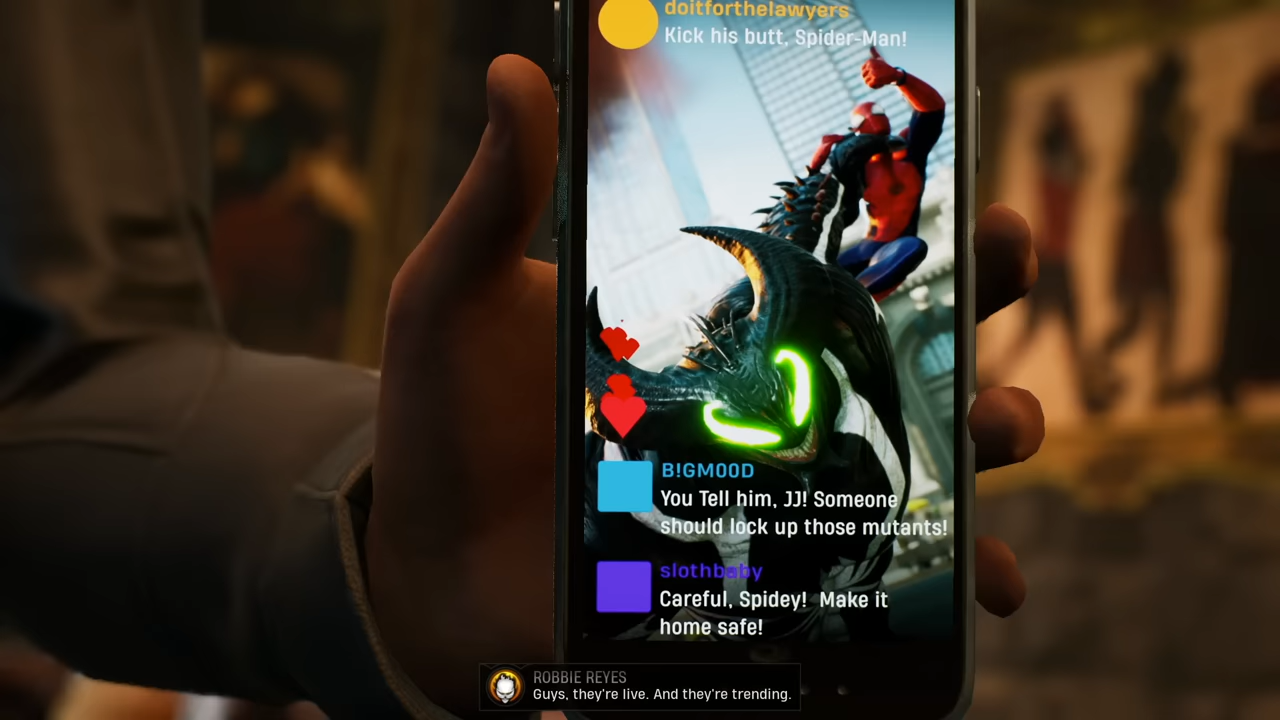 doitforthelawyers
Kick his butt, Spider-Man!
B!GM00D
You Tell him, JJ! Someone
should lock up those mutants!
slothbaby
Careful, Spidey!  Make it
home safe!
ROBBIE REYES
Guys, they're live. And they're trending.